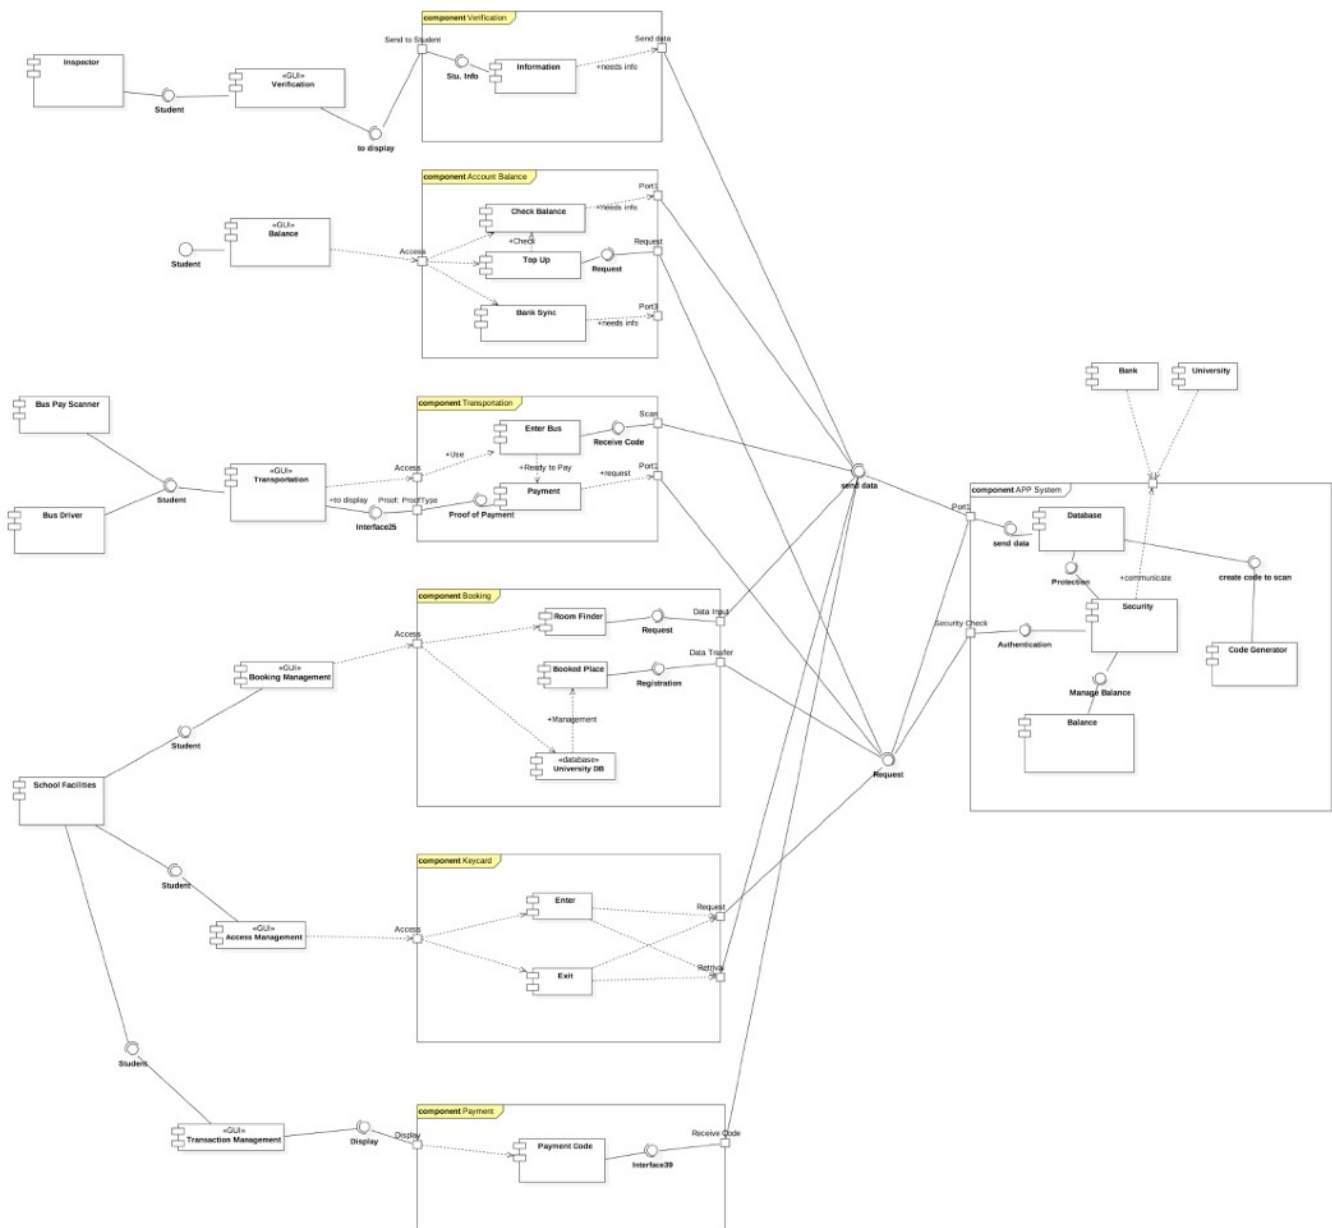 component Verification
Send to Student
Send data
Inspector
«GUI»
Verification
Student
to display
Stu. Info
Information
+needs info
component Account Balance
Port1
Check Balance
+needs info
«GUI»
Balance
Student
Access
+Check
Top Up
Request
Request
Bank Sync
Port3
+needs info
Bus Pay Scanner
Bus Driver
Student
«GUI»
Transportation
component Transportation
Scan
Enter Bus
Receive Code
+Use
Access
+Ready to Pay
+request
+to display
Proof: ProofType
Interface25
Payment
Proof of Payment
send data
Bank
University
component APP System
Port1
send data
Database
Protection
+communicate
create code to scan
Security
Security Check
Authentication
Code Generator
Manage Balance
Balance
Request
component Booking
Data Input
Room Finder
Request
Access
Data Trasfer
Booked Place
Registration
«GUI»
Booking Management
+Management
Student
«database»
University DB
School Facilities
component Keycard
Student
Enter
Request
Access
«GUI»
Access Management
Exit
Retrival
Student
component Payment
«GUI»
Transaction Management
Display
Display
Payment Code
Receive Code
Interface39